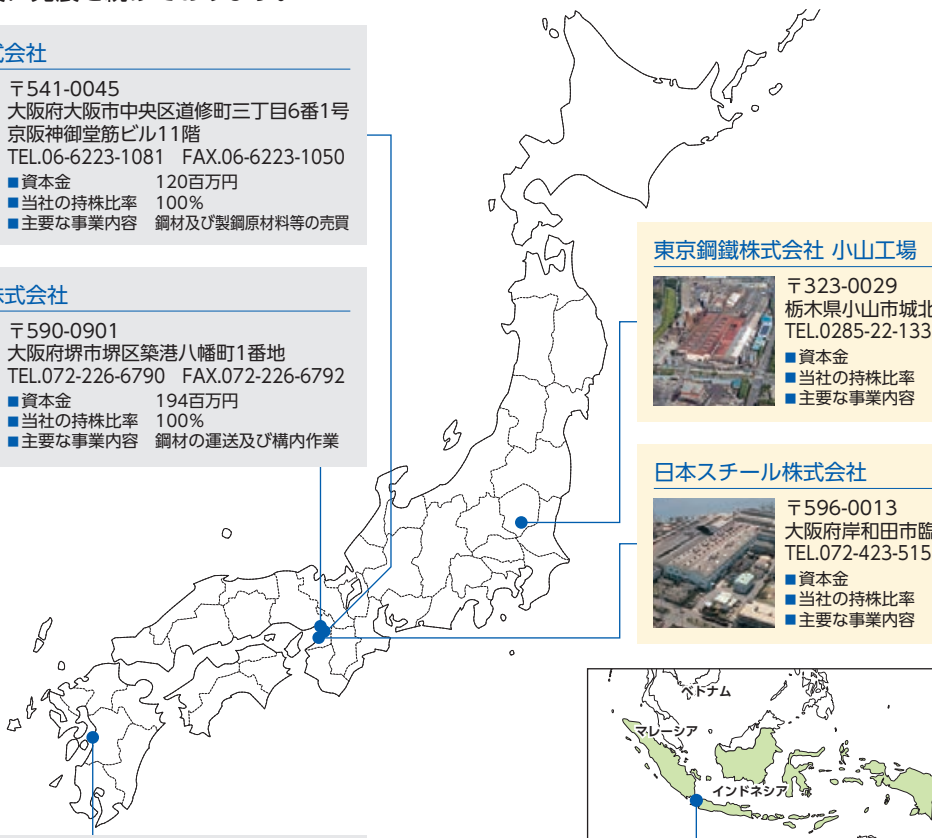 式会社
〒541-0045
大阪府大阪市中央区道修町三丁目6番1号
京阪神御堂筋ビル11階
TEL.06-6223-1081 FAX.06-6223-1050
■資本金 120百万円
■当社の持株比率 100%
■主要な事業内容 鋼材及び製鋼原材料等の売買
株式会社
〒590-0901
大阪府堺市堺区築港八幡町1番地
TEL.072-226-6790 FAX.072-226-6792
■資本金 194百万円
■当社の持株比率 100%
■主要な事業内容 鋼材の運送及び構内作業
東京鋼鐵株式会社 小山工場
〒323-0029
栃木県小山市城北
TEL.0285-22-133
■資本金
■当社の持株比率
■主要な事業内容
日本スチール株式会社
〒596-0013
大阪府岸和田市臨
TEL.072-423-515
■資本金
■当社の持株比率
■主要な事業内容
ベトナム
マレーシア
インドネシア